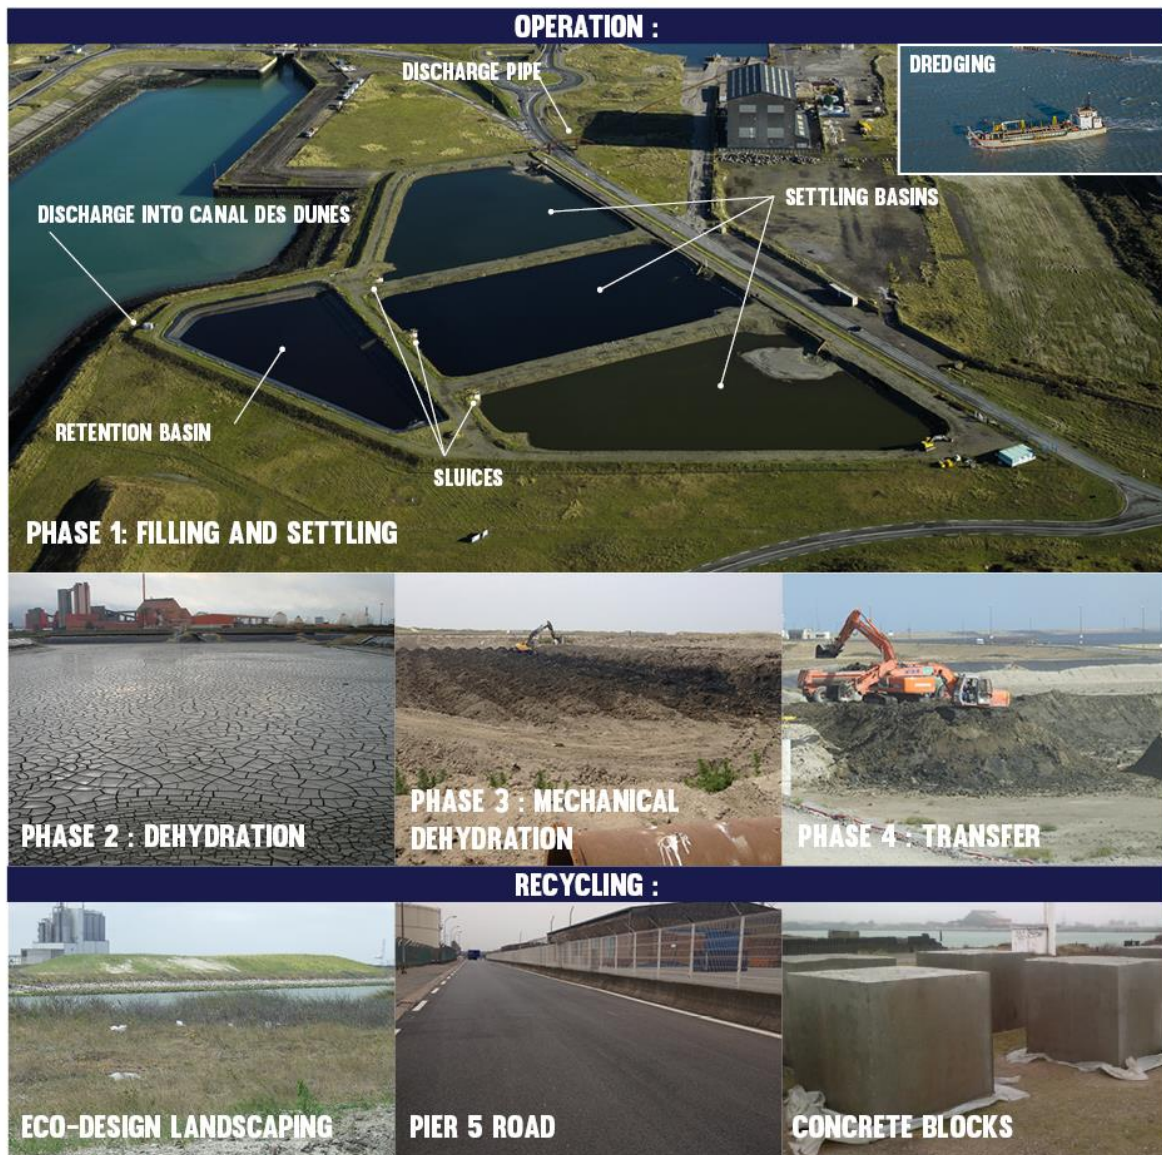 OPERATION :
DISCHARGE PIPE
DREDGING
SETTLING BASINS
DISCHARGE INTO CANAL DES DUNES
RETENTION BASIN
SLUICES
PHASE 1: FILLING AND SETTLING
PHASE 2 : DEHYDRATION
PHASE 3 : MECHANICAL
DEHYDRATION
PHASE 4 : TRANSFER
RECYCLING :
ECO-DESIGN LANDSCAPING
PIER 5 ROAD
CONCRETE BLOCKS